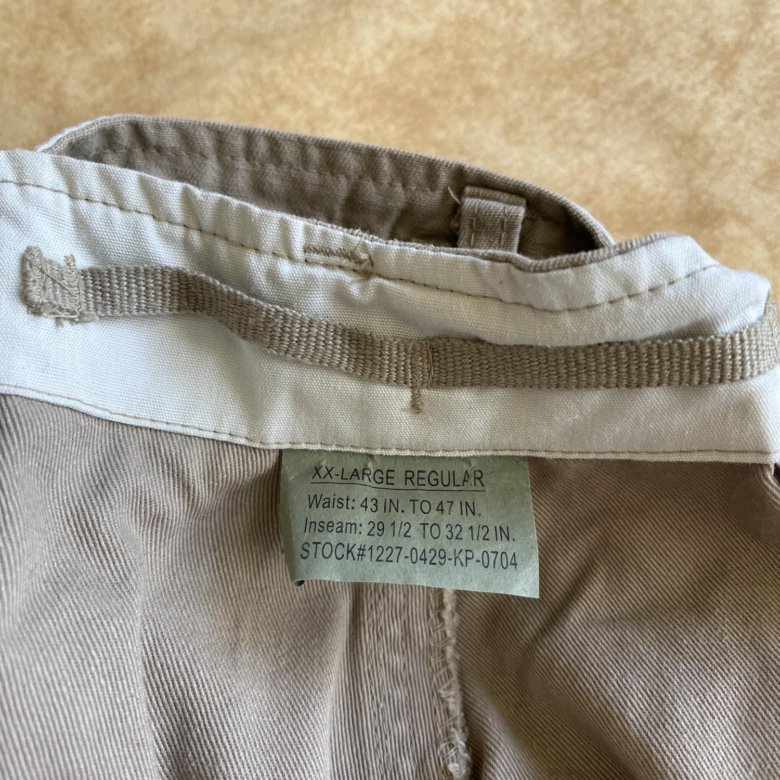 XX-LARGE REGULAR
Waist: 43 IN. TO 47 IN.
Inseam: 29 1/2 TO 32 1/2 IN.
STOCK#1227-0429-KP-0704